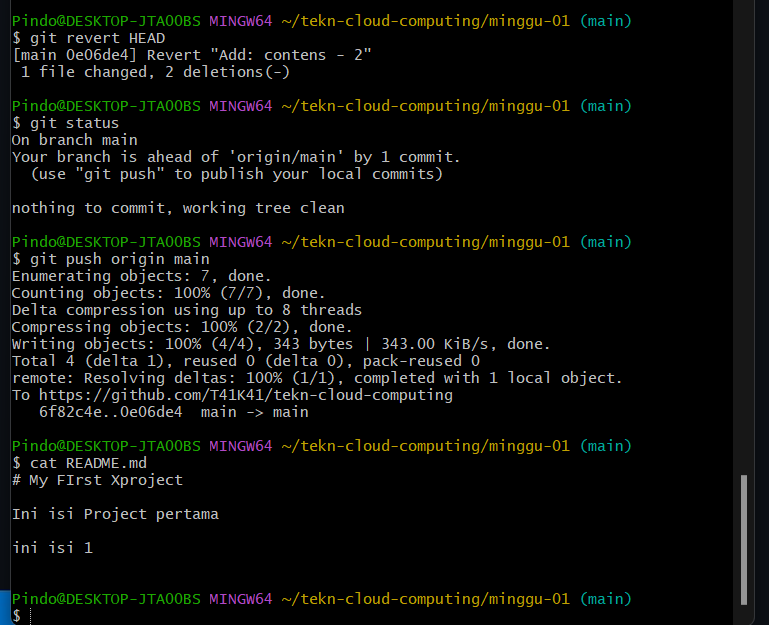 Pindo@DESKTOP-JTAO0BS MINGW64 ~/tekn-cloud-computing/minggu-01 (main)
$ git revert HEAD
[main 0e06de4] Revert "Add: contens - 2"
 1 file changed, 2 deletions(-)

Pindo@DESKTOP-JTAO0BS MINGW64 ~/tekn-cloud-computing/minggu-01 (main)
$ git status
On branch main
Your branch is ahead of 'origin/main' by 1 commit.
  (use "git push" to publish your local commits)

nothing to commit, working tree clean

Pindo@DESKTOP-JTAO0BS MINGW64 ~/tekn-cloud-computing/minggu-01 (main)
$ git push origin main
Enumerating objects: 7, done.
Counting objects: 100% (7/7), done.
Delta compression using up to 8 threads
Compressing objects: 100% (2/2), done.
Writing objects: 100% (4/4), 343 bytes | 343.00 KiB/s, done.
Total 4 (delta 1), reused 0 (delta 0), pack-reused 0
remote: Resolving deltas: 100% (1/1), completed with 1 local object.
To https://github.com/T41K41/tekn-cloud-computing
   6f82c4e..0e06de4  main -> main

Pindo@DESKTOP-JTAO0BS MINGW64 ~/tekn-cloud-computing/minggu-01 (main)
$ cat README.md
# My FIrst Xproject

Ini isi Project pertama

ini isi 1


Pindo@DESKTOP-JTAO0BS MINGW64 ~/tekn-cloud-computing/minggu-01 (main)
$